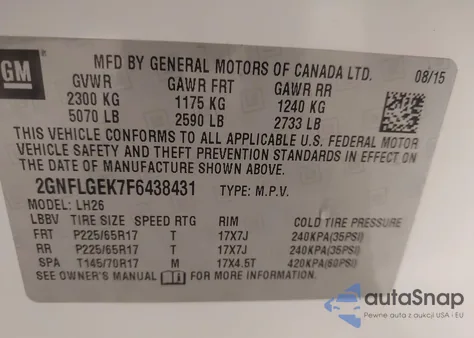 GM
MFD BY GENERAL MOTORS OF CANADA LTD.
08/15
GVWR GAWR FRT GAWR RR
2300 KG 1175 KG 1240 KG
5070 LB 2590 LB 2733 LB
THIS VEHICLE CONFORMS TO ALL APPLICABLE U.S. FEDERAL MOTOR
VEHICLE SAFETY AND THEFT PREVENTION STANDARDS IN EFFECT ON
THE DATE OF MANUFACTURE SHOWN ABOVE.
2GNFLGEK7F6438431 TYPE: M.P.V.
MODEL: LH26
LBBV TIRE SIZE SPEED RTG RIM COLD TIRE PRESSURE
FRT P225/65R17 T 17X7J 240KPA(35PSI)
RR P225/65R17 T 17X7J 240KPA(35PSI)
SPA T145/70R17 M 17X4.5T 420KPA(60PSI)
SEE OWNER'S MANUAL FOR MORE INFORMATION.
autaSnap
Pewne auta z aukcji USA - EU